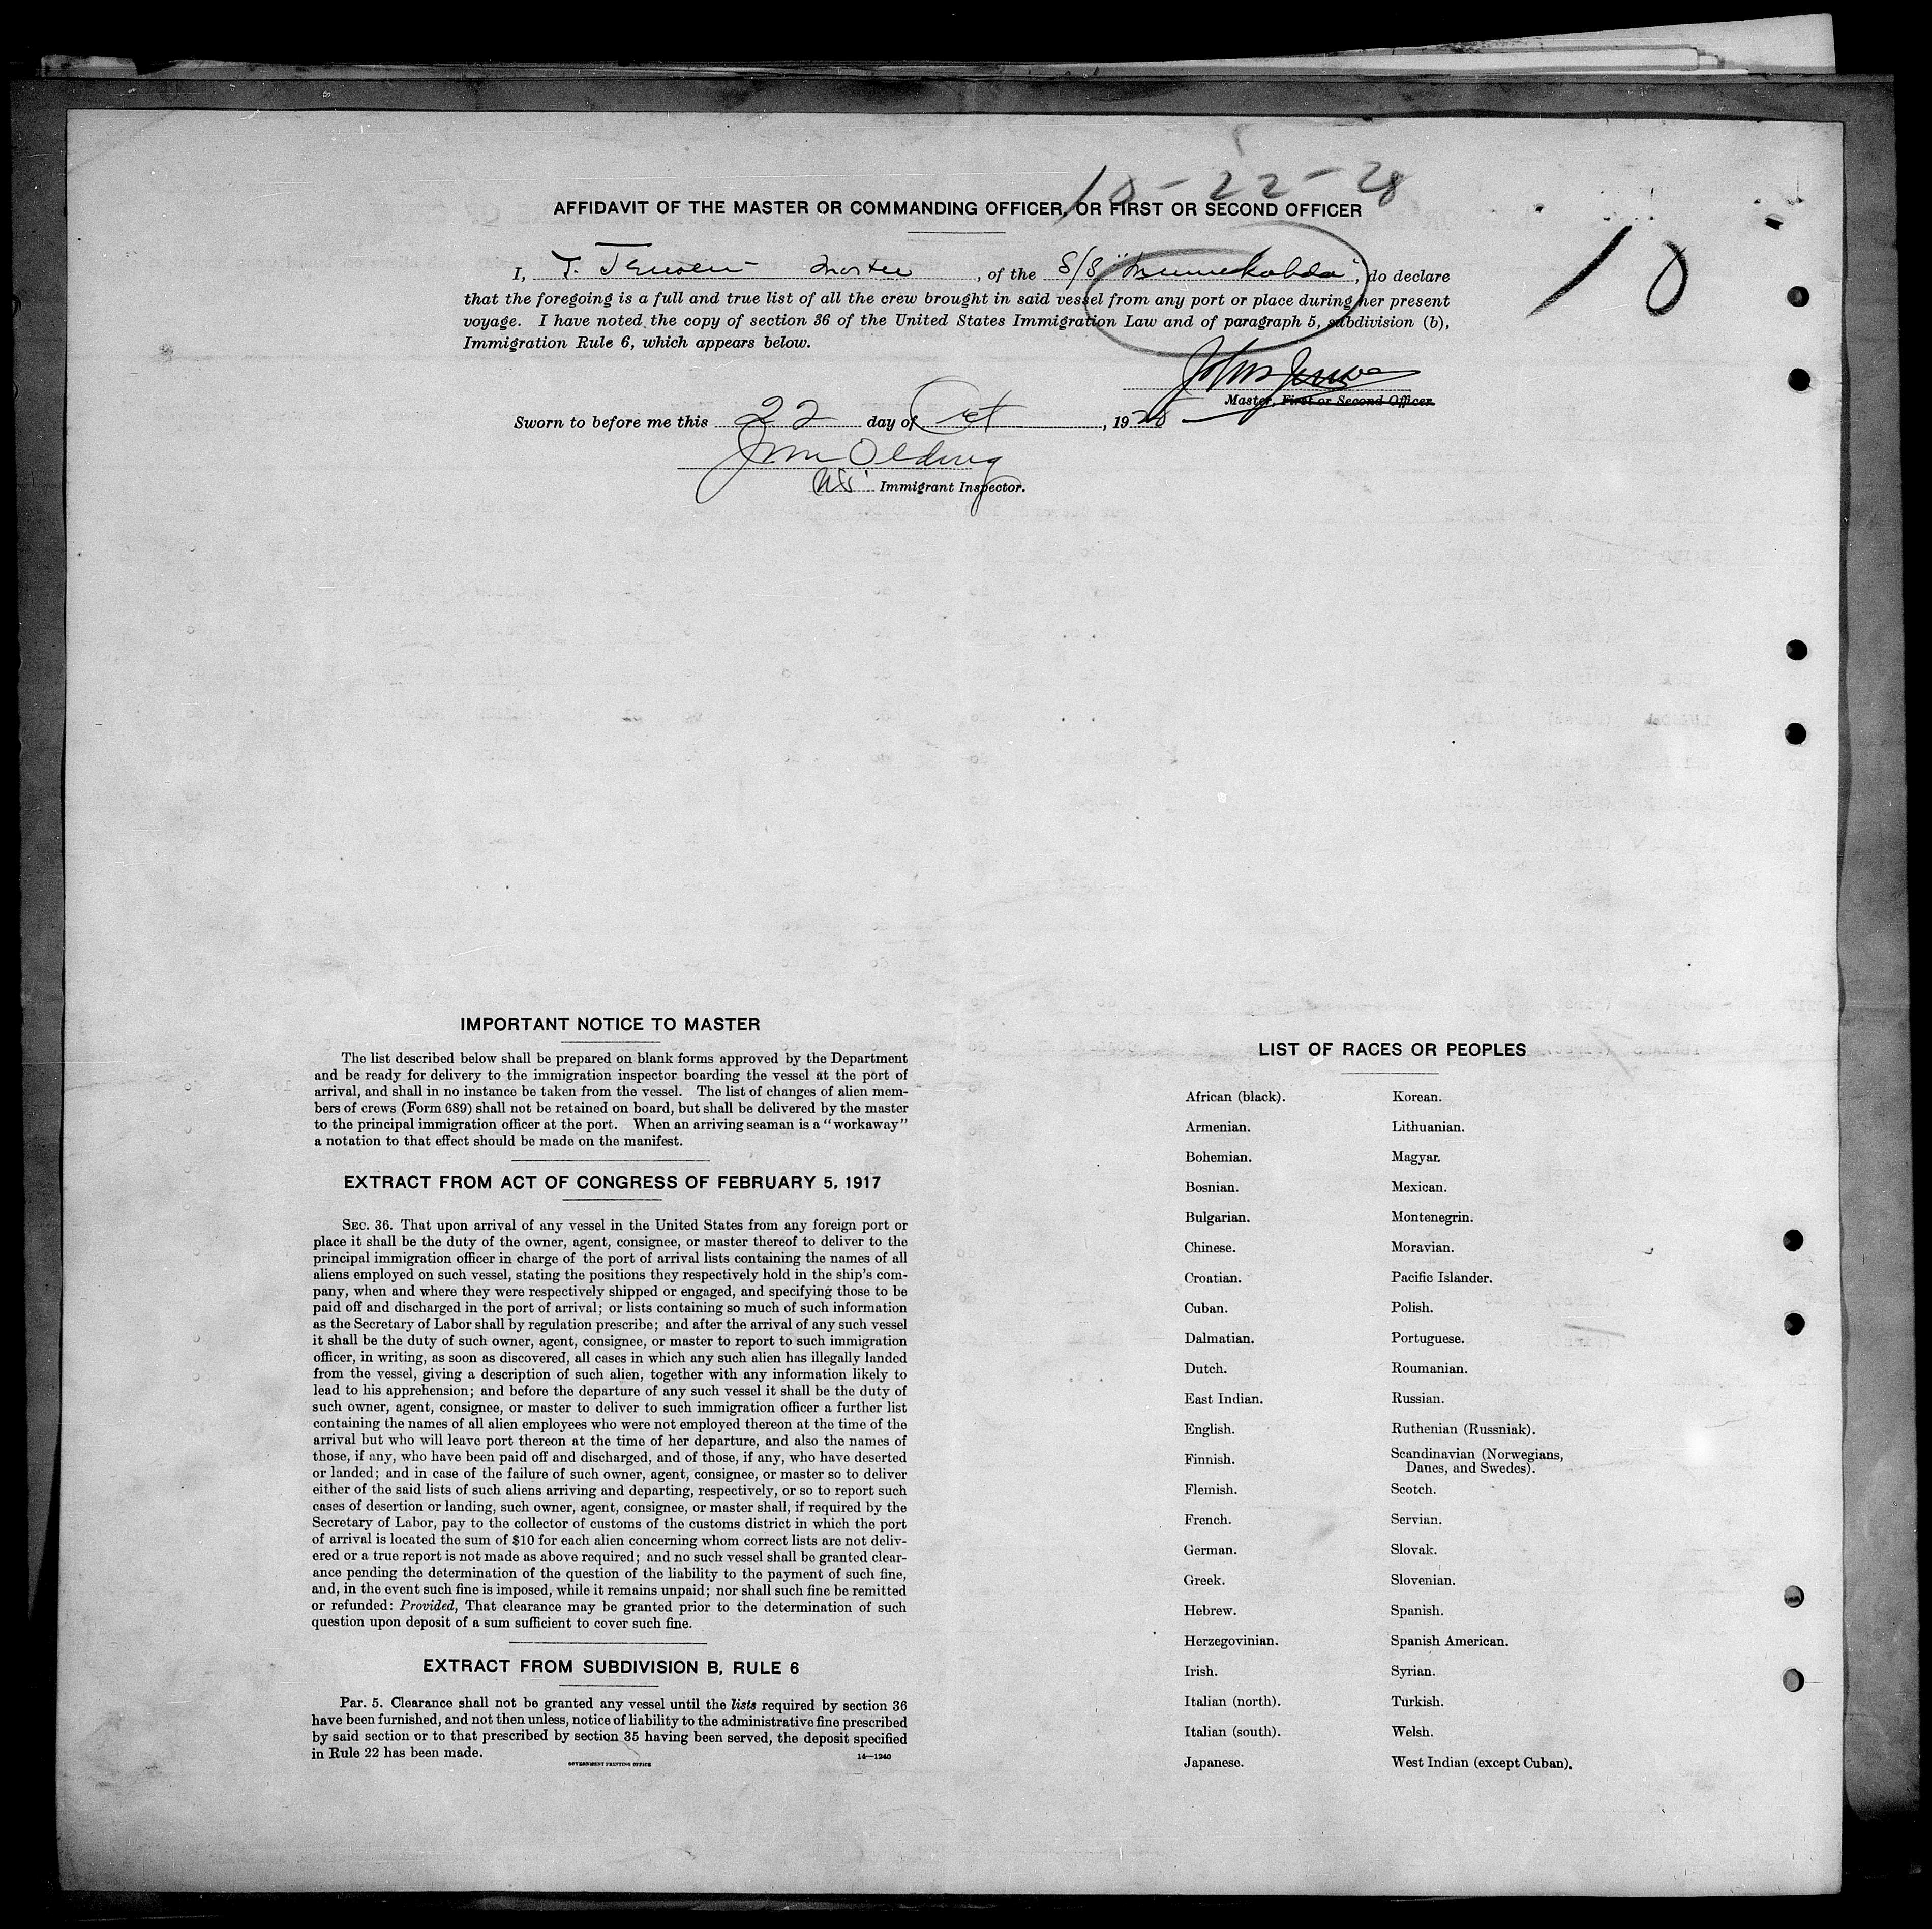 10-22-28
AFFIDAVIT OF THE MASTER OR COMMANDING OFFICER, OR FIRST OR SECOND OFFICER
10
I, T. Jensen Master, of the S/S "Minnekahda", do declare
that the foregoing is a full and true list of all the crew brought in said vessel from any port or place during her present
voyage. I have noted the copy of section 36 of the United States Immigration Law and of paragraph 5, subdivision (b),
Immigration Rule 6, which appears below.
Master, First or Second Officer.
Sworn to before me this 22 day of Oct, 1928
Immigrant Inspector.
IMPORTANT NOTICE TO MASTER
The list described below shall be prepared on blank forms approved by the Department
and be ready for delivery to the immigration inspector boarding the vessel at the port of
arrival, and shall in no instance be taken from the vessel. The list of changes of alien mem-
bers of crews (Form 689) shall not be retained on board, but shall be delivered by the master
to the principal immigration officer at the port. When an arriving seaman is a "workaway"
a notation to that effect should be made on the manifest.
EXTRACT FROM ACT OF CONGRESS OF FEBRUARY 5, 1917
SEC. 36. That upon arrival of any vessel in the United States from any foreign port or
place it shall be the duty of the owner, agent, consignee, or master thereof to deliver to the
principal immigration officer in charge of the port of arrival lists containing the names of all
aliens employed on such vessel, stating the positions they respectively hold in the ship's com-
pany, when and where they were respectively shipped or engaged, and specifying those to be
paid off and discharged in the port of arrival; or lists containing so much of such information
as the Secretary of Labor shall by regulation prescribe; and after the arrival of any such vessel
it shall be the duty of such owner, agent, consignee, or master to report to such immigration
officer, in writing, as soon as discovered, all cases in which any such alien has illegally landed
from the vessel, giving a description of such alien, together with any information likely to
lead to his apprehension; and before the departure of any such vessel it shall be the duty of
such owner, agent, consignee, or master to deliver to such immigration officer a further list
containing the names of all alien employees who were not employed thereon at the time of the
arrival but who will leave port thereon at the time of her departure, and also the names of
those, if any, who have been paid off and discharged, and of those, if any, who have deserted
or landed; and in case of the failure of such owner, agent, consignee, or master so to deliver
either of the said lists of such aliens arriving and departing, respectively, or so to report such
cases of desertion or landing, such owner, agent, consignee, or master shall, if required by the
Secretary of Labor, pay to the collector of customs of the customs district in which the port
of arrival is located the sum of $10 for each alien concerning whom correct lists are not deliv-
ered or a true report is not made as above required; and no such vessel shall be granted clear-
ance pending the determination of the question of the liability to the payment of such fine,
and, in the event such fine is imposed, while it remains unpaid; nor shall such fine be remitted
or refunded: Provided, That clearance may be granted prior to the determination of such
question upon deposit of a sum sufficient to cover such fine.
EXTRACT FROM SUBDIVISION B, RULE 6
Par. 5. Clearance shall not be granted any vessel until the lists required by section 36
have been furnished, and not then unless, notice of liability to the administrative fine prescribed
by said section or to that prescribed by section 35 having been served, the deposit specified
in Rule 22 has been made.
14—1240
GOVERNMENT PRINTING OFFICE
LIST OF RACES OR PEOPLES
African (black).
Armenian.
Bohemian.
Bosnian.
Bulgarian.
Chinese.
Croatian.
Cuban.
Dalmatian.
Dutch.
East Indian.
English.
Finnish.
Flemish.
French.
German.
Greek.
Hebrew.
Herzegovinian.
Irish.
Italian (north).
Italian (south).
Japanese.
Korean.
Lithuanian.
Magyar.
Mexican.
Montenegrin.
Moravian.
Pacific Islander.
Polish.
Portuguese.
Roumanian.
Russian.
Ruthenian (Russniak).
Scandinavian (Norwegians,
Danes, and Swedes).
Scotch.
Servian.
Slovak.
Slovenian.
Spanish.
Spanish American.
Syrian.
Turkish.
Welsh.
West Indian (except Cuban).